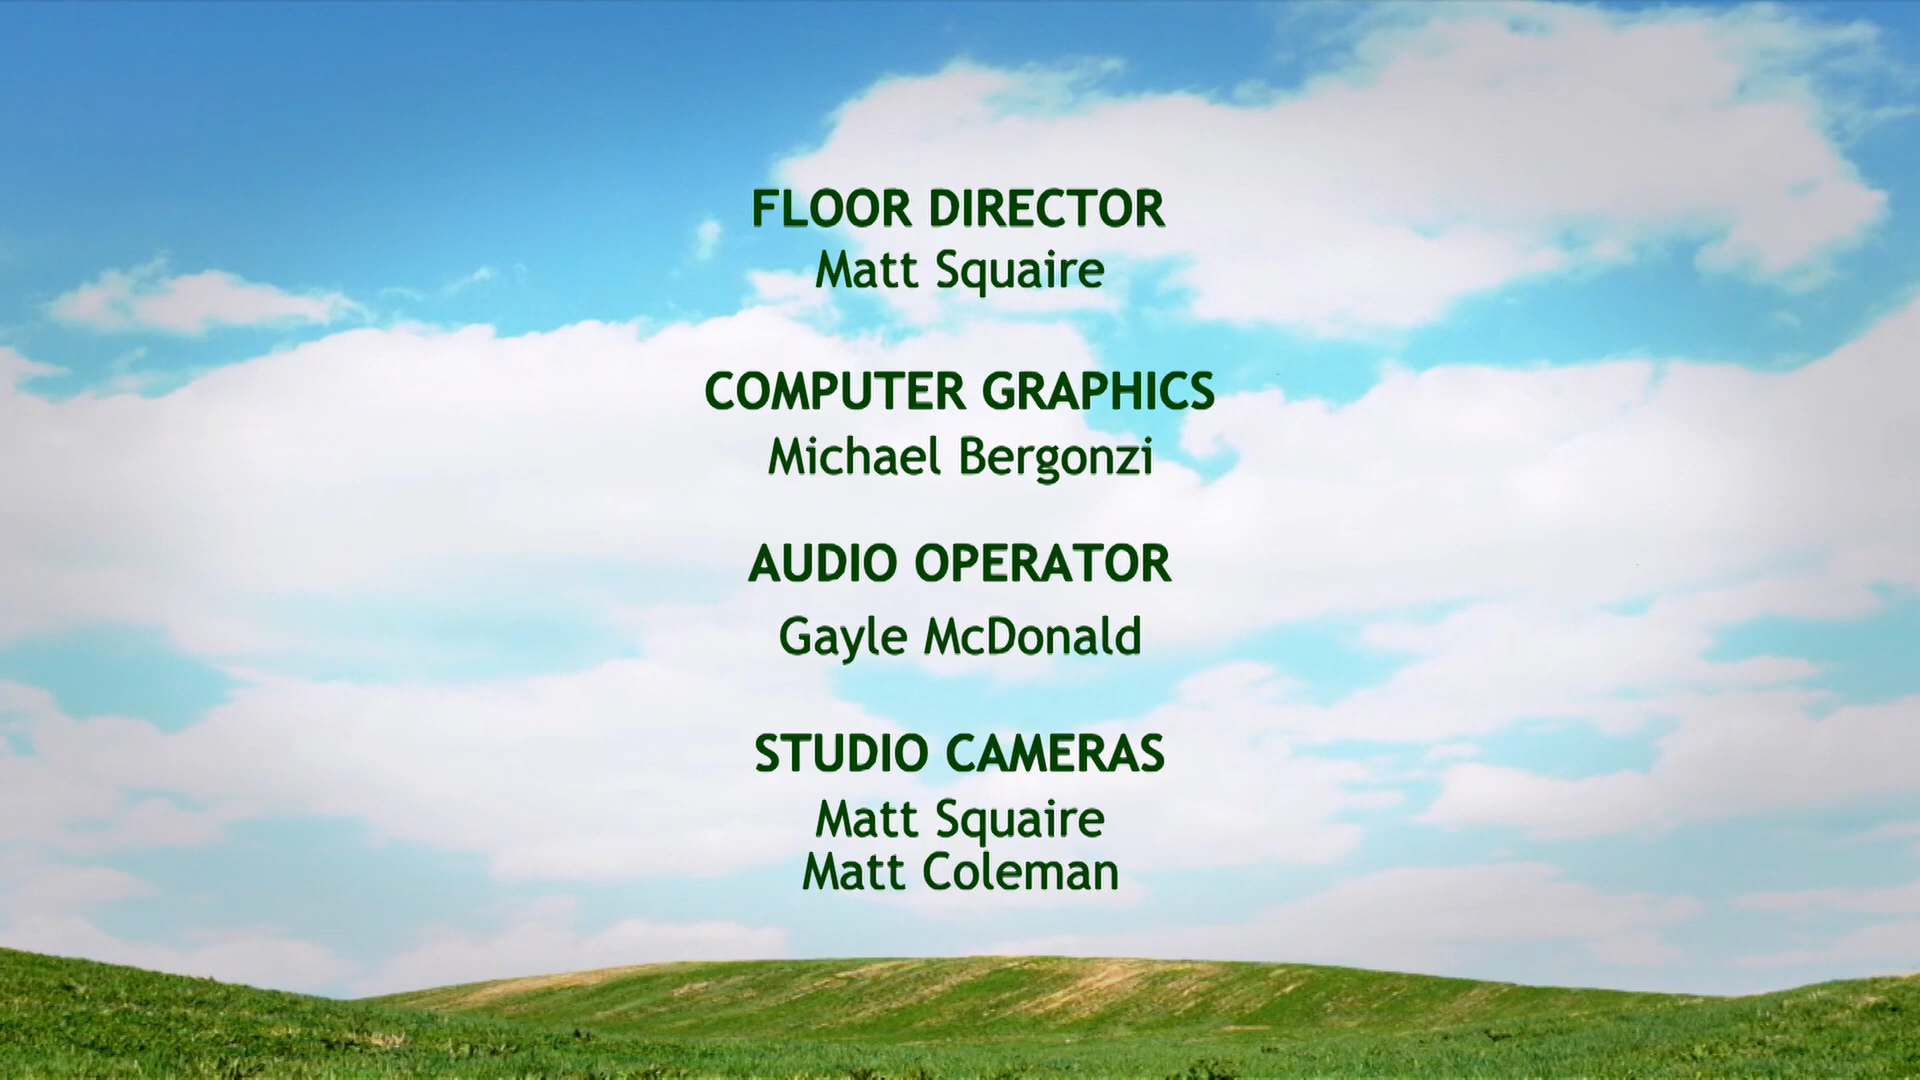 FLOOR DIRECTOR
Matt Squaire
COMPUTER GRAPHICS
Michael Bergonzi
AUDIO OPERATOR
Gayle McDonald
STUDIO CAMERAS
Matt Squaire
Matt Coleman